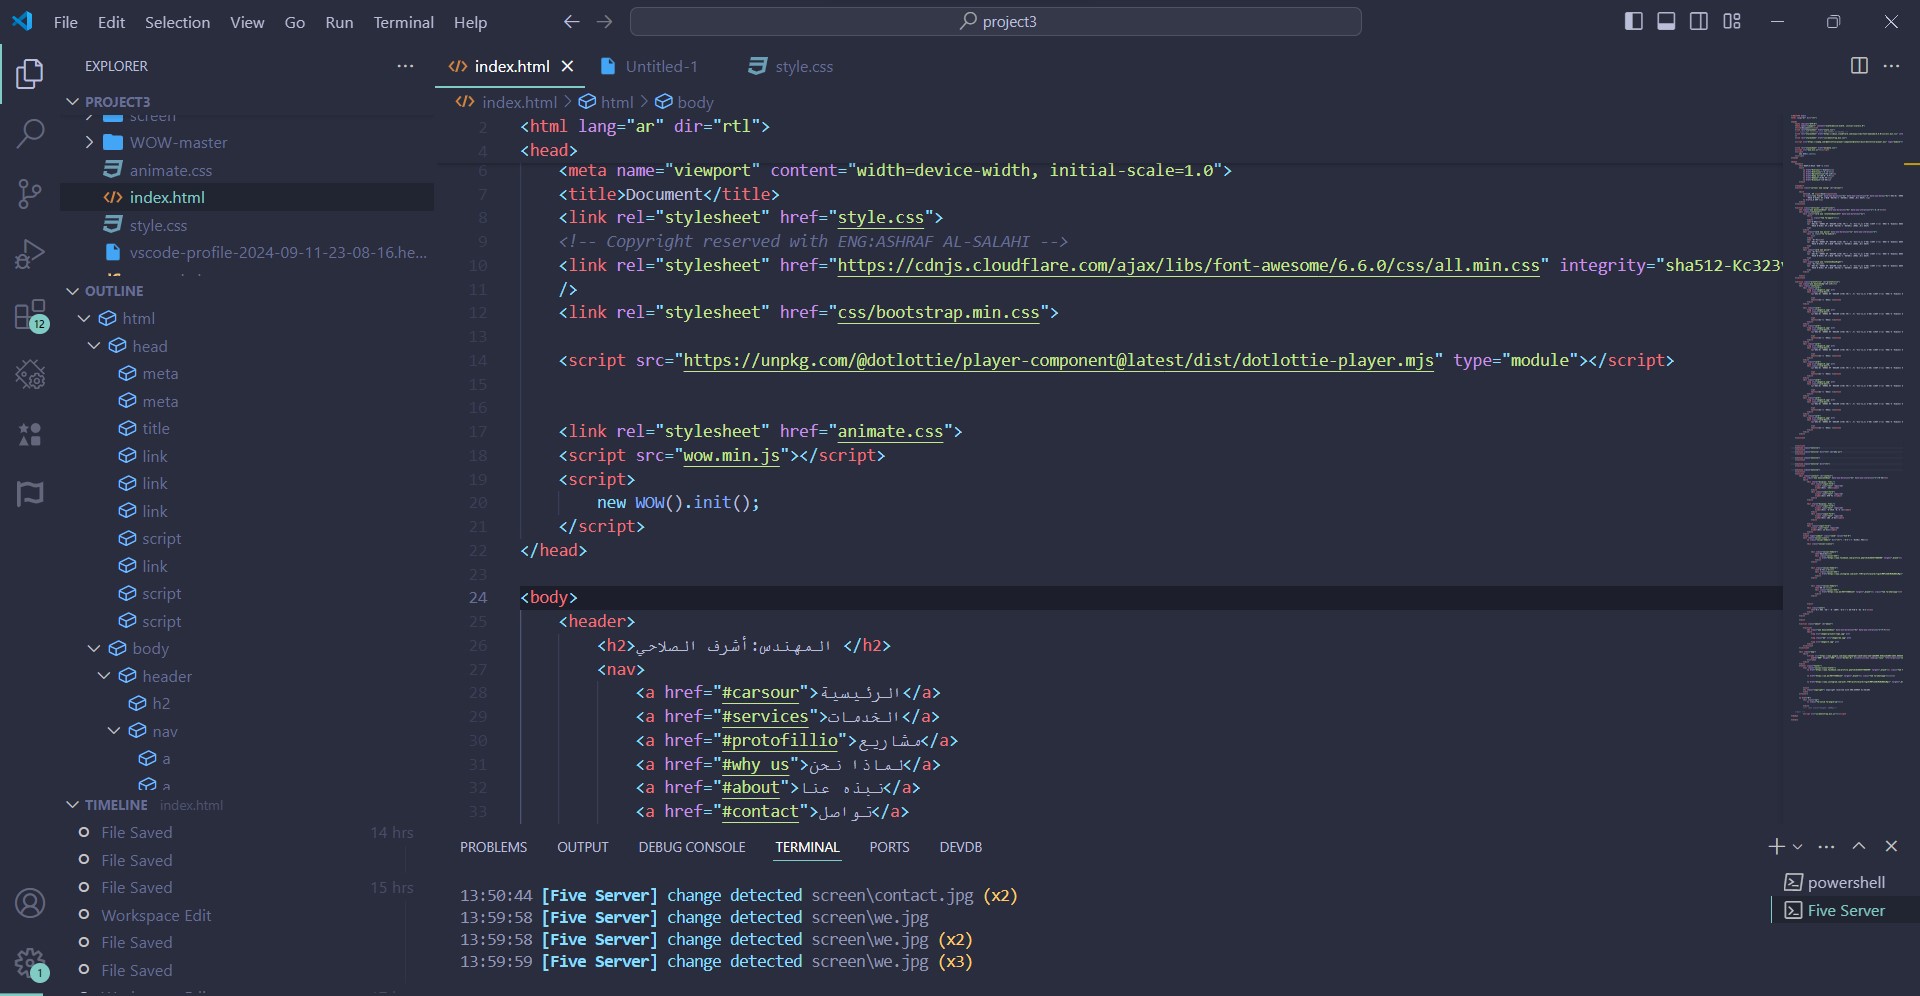 File Edit Selection View Go Run Terminal Help
project3
EXPLORER
PROJECT3
screen
WOW-master
animate.css
index.html
style.css
vscode-profile-2024-09-11-23-08-16.he...
OUTLINE
html
head
meta
meta
title
link
link
link
script
link
script
script
body
header
h2
nav
a
a
TIMELINE index.html
File Saved 14 hrs
File Saved
File Saved 15 hrs
Workspace Edit
File Saved
File Saved
12
1
index.html Untitled-1 style.css
index.html > html > body
2 <html lang="ar" dir="rtl">
4 <head>
6 <meta name="viewport" content="width=device-width, initial-scale=1.0">
7 <title>Document</title>
8 <link rel="stylesheet" href="style.css">
9 <!-- Copyright reserved with ENG:ASHRAF AL-SALAHI -->
10 <link rel="stylesheet" href="https://cdnjs.cloudflare.com/ajax/libs/font-awesome/6.6.0/css/all.min.css" integrity="sha512-Kc323
11 />
12 <link rel="stylesheet" href="css/bootstrap.min.css">
13
14 <script src="https://unpkg.com/@dotlottie/player-component@latest/dist/dotlottie-player.mjs" type="module"></script>
15
16
17 <link rel="stylesheet" href="animate.css">
18 <script src="wow.min.js"></script>
19 <script>
20 new WOW().init();
21 </script>
22 </head>
23
24 <body>
25 <header>
26 <h2>المهندس:أشرف الصلاحي </h2>
27 <nav>
28 <a href="#carsour">الرئيسية</a>
29 <a href="#services">الخدمات</a>
30 <a href="#protofillio">مشاريع</a>
31 <a href="#why us">لماذا نحن</a>
32 <a href="#about">نبذه عنا</a>
33 <a href="#contact">تواصل</a>
PROBLEMS OUTPUT DEBUG CONSOLE TERMINAL PORTS DEVDB
13:50:44 [Five Server] change detected screen\contact.jpg (x2)
13:59:58 [Five Server] change detected screen\we.jpg
13:59:58 [Five Server] change detected screen\we.jpg (x2)
13:59:59 [Five Server] change detected screen\we.jpg (x3)
powershell
Five Server